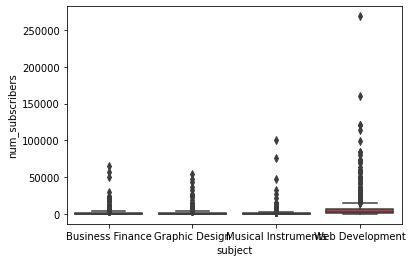 250000
200000
150000
100000
50000
0
num_subscribers
Business Finance Graphic Design Musical Instruments Web Development
subject